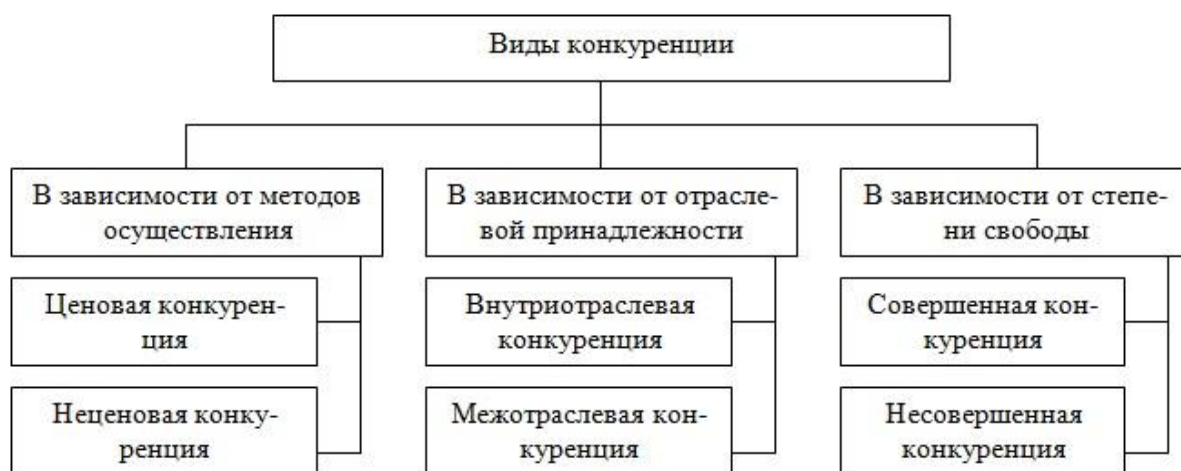 Виды конкуренции
В зависимости от методов
осуществления
В зависимости от отрасле-
вой принадлежности
В зависимости от степе-
ни свободы
Ценовая конкурен-
ция
Внутриотраслевая
конкуренция
Совершенная кон-
куренция
Неценовая конку-
ренция
Межотраслевая кон-
куренция
Несовершенная
конкуренция